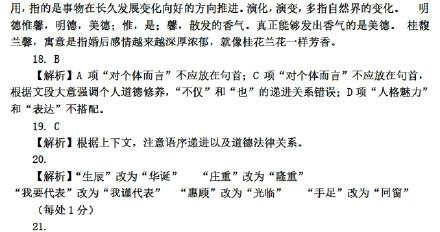 用，指的是事物在长久发展变化向好的方向推进。演化，演变，多指自然界的变化。　明
德惟馨，明德，美德；惟，是；馨，散发的香气。真正能够发出香气的是美德。　桂馥
兰馨，寓意是指婚后感情越来越深厚浓郁，就像桂花兰花一样芳香。
18. B
【解析】A 项“对个体而言”不应放在句首；C 项“对个体而言”不应放在句首，
根据文段大意强调个人道德修养，“不仅”和“也”的递进关系错误；D项“人格魅力”
和“表达”不搭配。
19. C
【解析】根据上下文，注意语序递进以及道德法律关系。
20.
【解析】“生辰”改为“华诞”　“庄重”改为“隆重”
“我要代表”改为“我谨代表”　“惠顾”改为“光临”　“手足”改为“同窗”
（每处1分）
21.